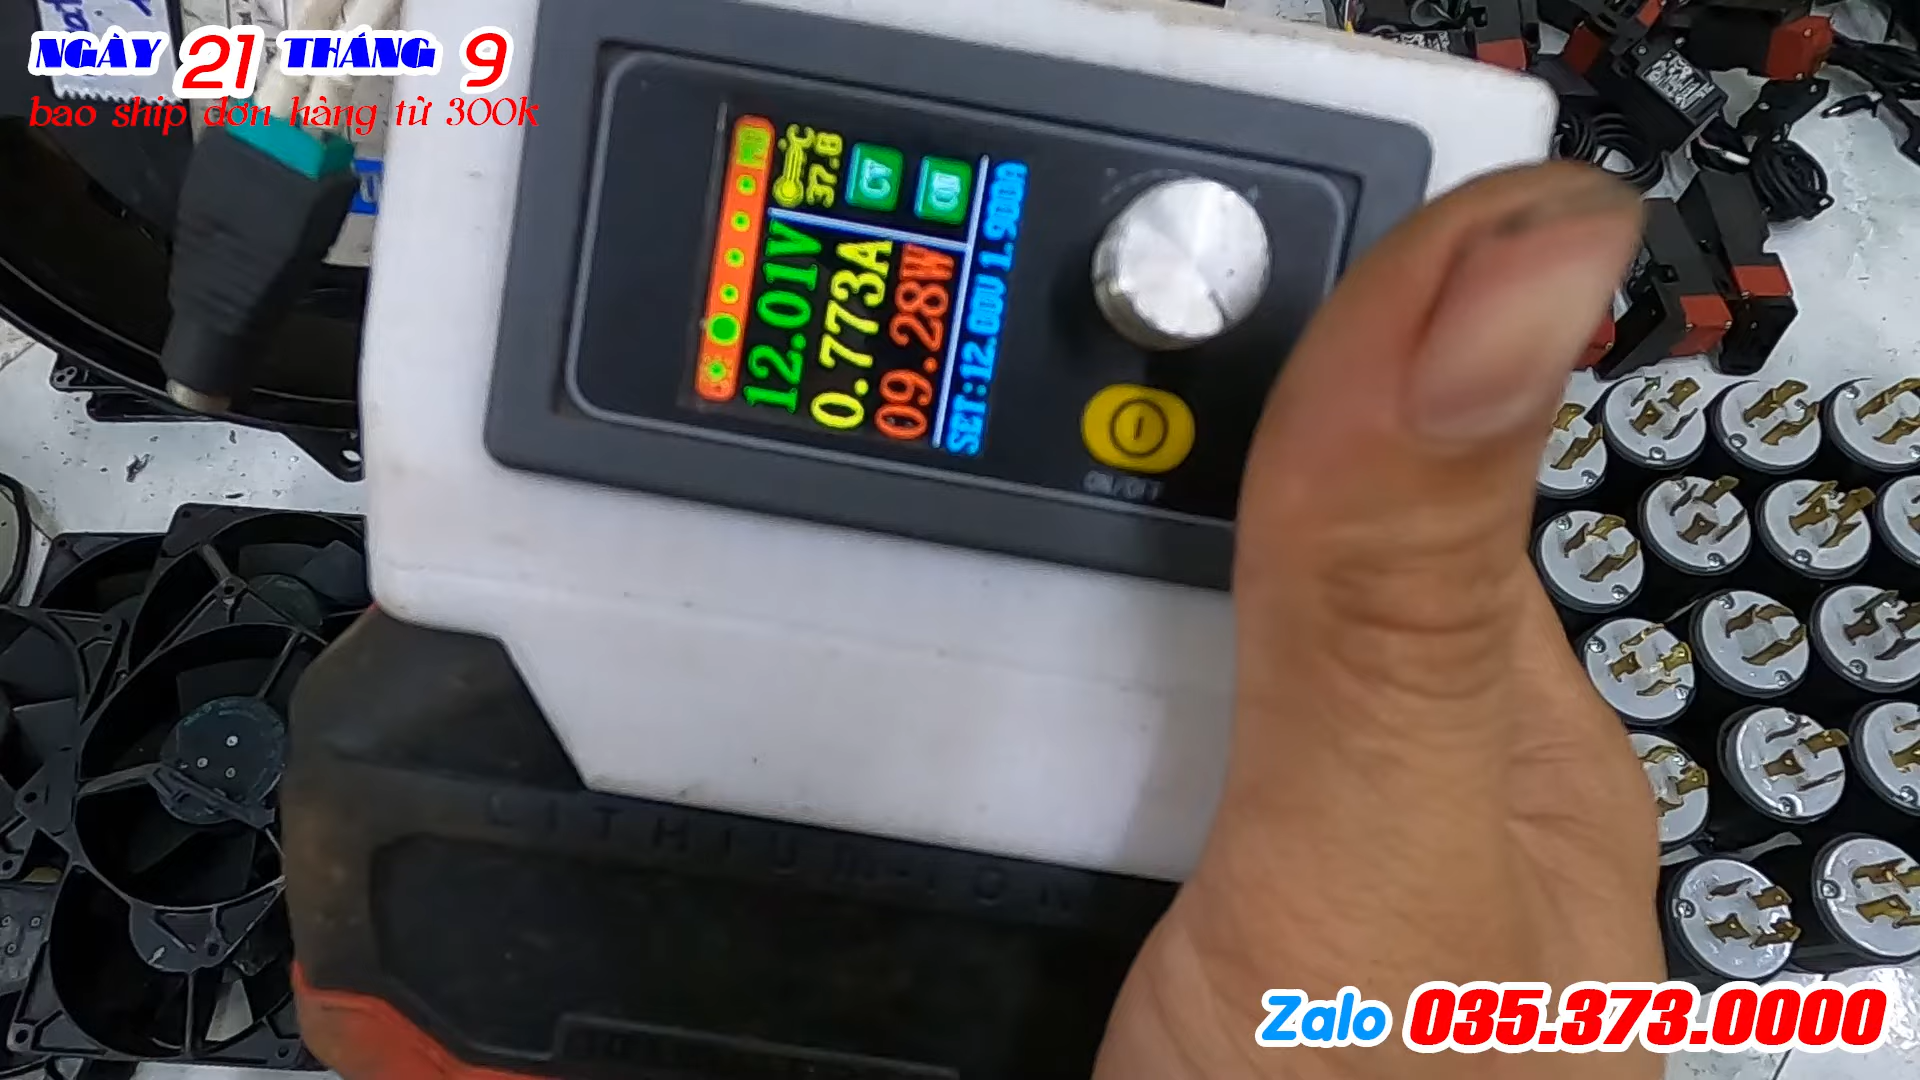 NGÀY 21 THÁNG 9
bao ship đơn hàng từ 300k
°C
37.8
CV
ON
12.01V
0.773A
09.28W
SET:12.00V 1.900A
ON/OFF
LITHIUM-ION
Zalo 035.373.0000